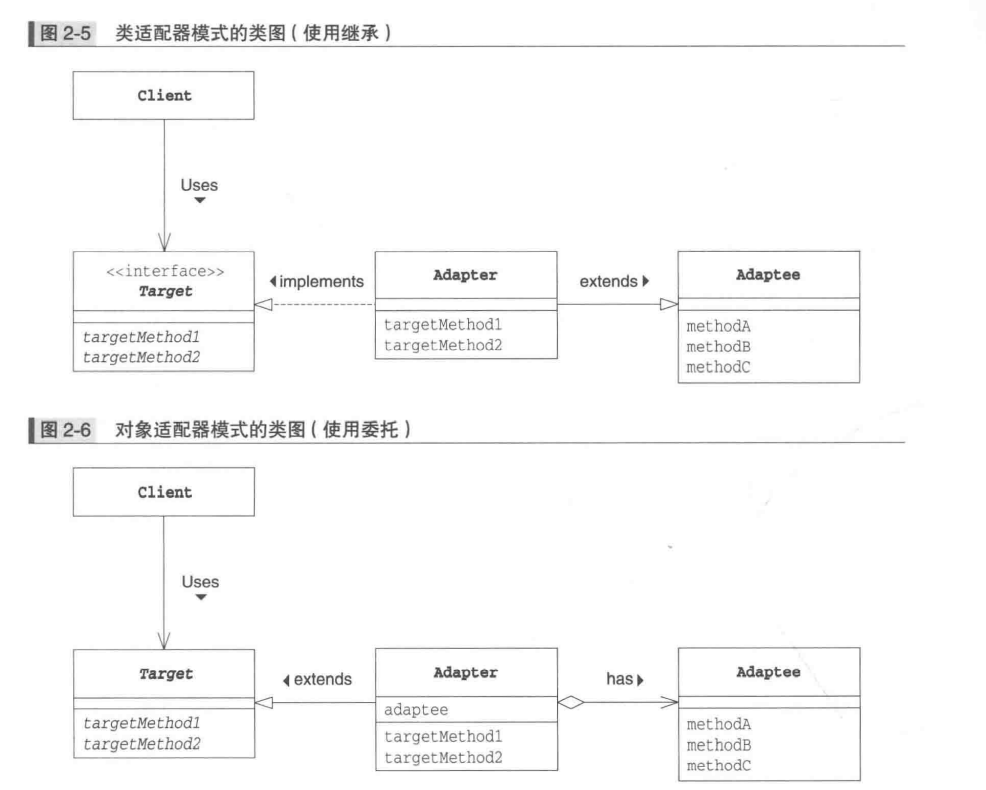 图 2-5 类适配器模式的类图（使用继承）
Client
Uses
<<interface>>
Target
targetMethod1
targetMethod2
implements
Adapter
targetMethod1
targetMethod2
extends
Adaptee
methodA
methodB
methodC
图 2-6 对象适配器模式的类图（使用委托）
Client
Uses
Target
targetMethod1
targetMethod2
extends
Adapter
adaptee
targetMethod1
targetMethod2
has
Adaptee
methodA
methodB
methodC